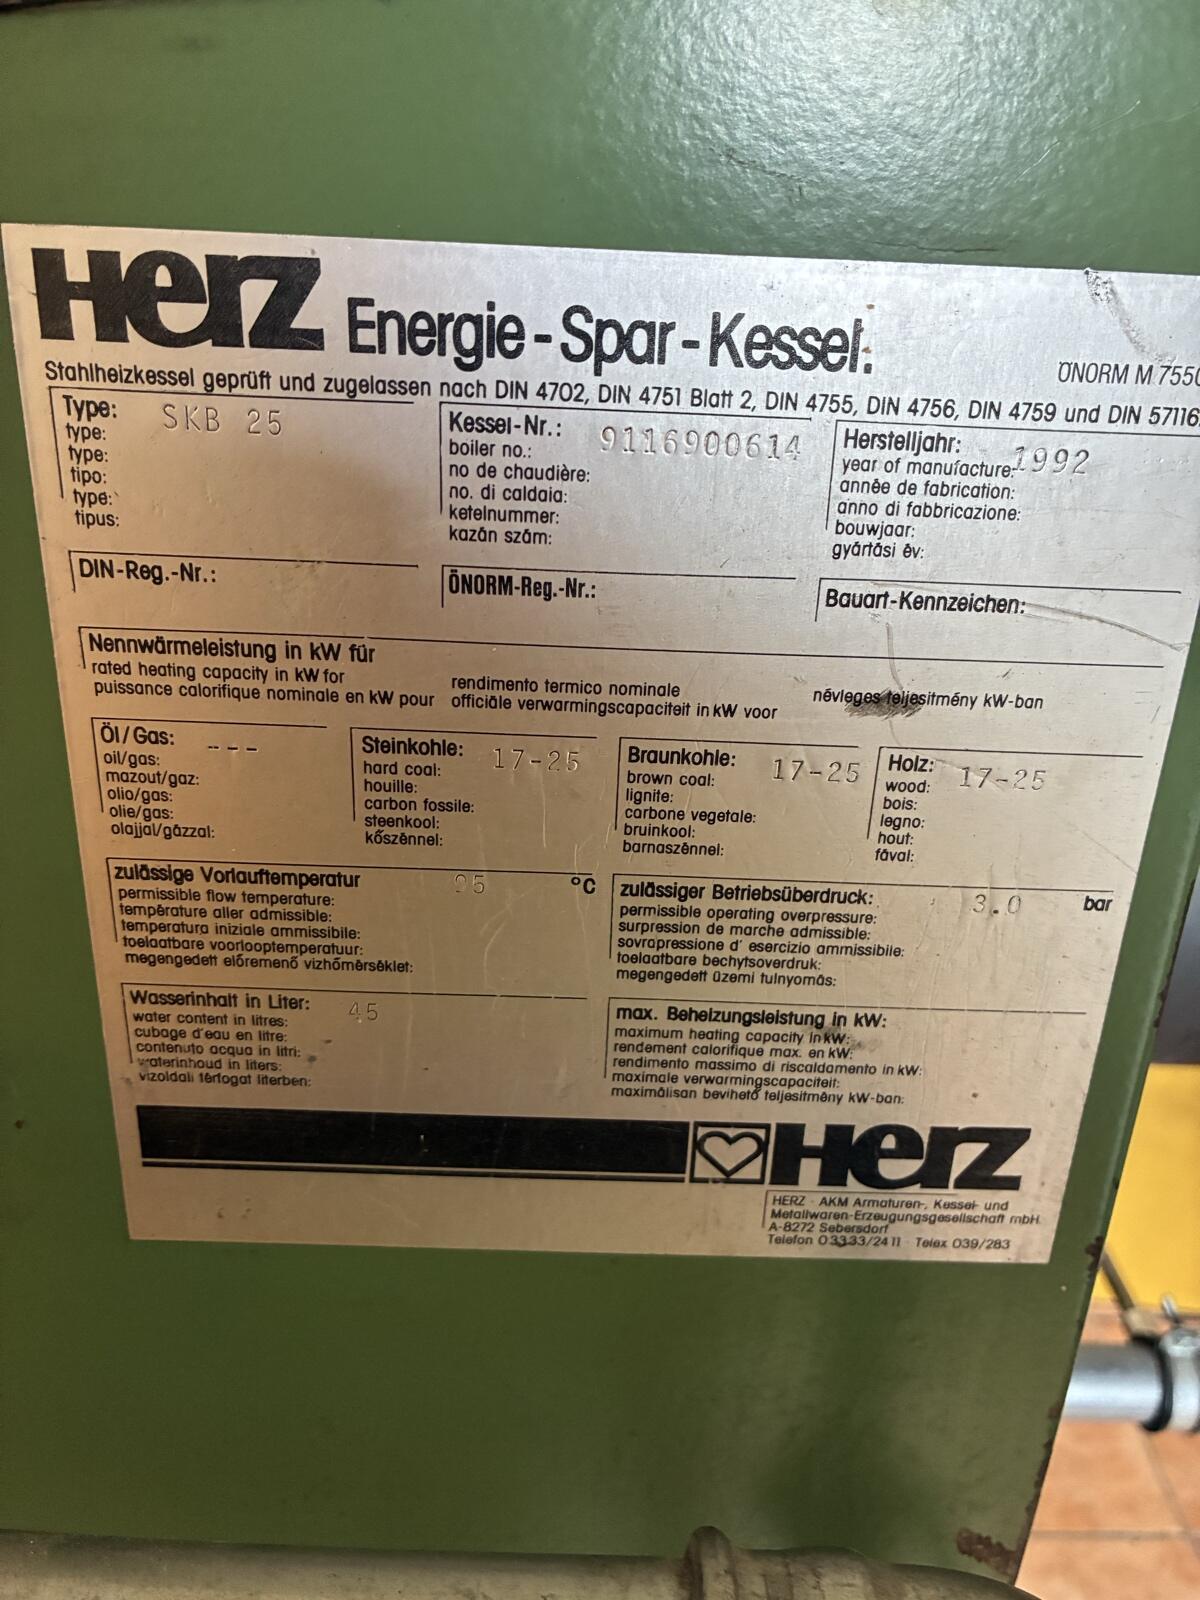 Herz Energie-Spar-Kessel.
ÖNORM M 7550
Stahlheizkessel geprüft und zugelassen nach DIN 4702, DIN 4751 Blatt 2, DIN 4755, DIN 4756, DIN 4759 und DIN 57116
Type: SKB 25
type:
type:
tipo:
type:
tipus:
Kessel-Nr.: 9116900614
boiler no.:
no de chaudière:
no. di caldaia:
ketelnummer:
kazán szám:
Herstelljahr:
year of manufacture: 1992
année de fabrication:
anno di fabbricazione:
bouwjaar:
gyártási év:
DIN-Reg.-Nr.:
ÖNORM-Reg.-Nr.:
Bauart-Kennzeichen:
Nennwärmeleistung in kW für
rated heating capacity in kW for
puissance calorifique nominale en kW pour
rendimento termico nominale
officiële verwarmingscapaciteit in kW voor
névleges teljesitmény kW-ban
Öl/Gas: ---
oil/gas:
mazout/gaz:
olio/gas:
olie/gas:
olajjal/gázzal:
Steinkohle: 17-25
hard coal:
houille:
carbon fossile:
steenkool:
kőszénnel:
Braunkohle: 17-25
brown coal:
lignite:
carbone vegetale:
bruinkool:
barnaszénnel:
Holz: 17-25
wood:
bois:
legno:
hout:
fával:
zulässige Vorlauftemperatur 95 °C
permissible flow temperature:
température aller admissible:
temperatura iniziale ammissibile:
toelaatbare voorlooptemperatuur:
megengedett előremenő vizhőmérséklet:
zulässiger Betriebsüberdruck: 3.0 bar
permissible operating overpressure:
surpression de marche admissible:
sovrapressione d' esercizio ammissibile:
toelaatbare bechytsoverdruk:
megengedett üzemi tulnyomás:
Wasserinhalt in Liter: 45
water content in litres:
cubage d'eau en litre:
contenuto acqua in litri:
waterinhoud in liters:
vizoldali térfogat literben:
max. Beheizungsleistung in kW:
maximum heating capacity in kW:
rendement calorifique max. en kW:
rendimento massimo di riscaldamento in kW:
maximale verwarmingscapaciteit:
maximálisan bevihető teljesitmény kW-ban:
Herz
HERZ - AKM Armaturen-, Kessel- und
Metallwaren-Erzeugungsgesellschaft mbH
A-8272 Sebersdorf
Telefon 03333/2411 · Telex 039/283